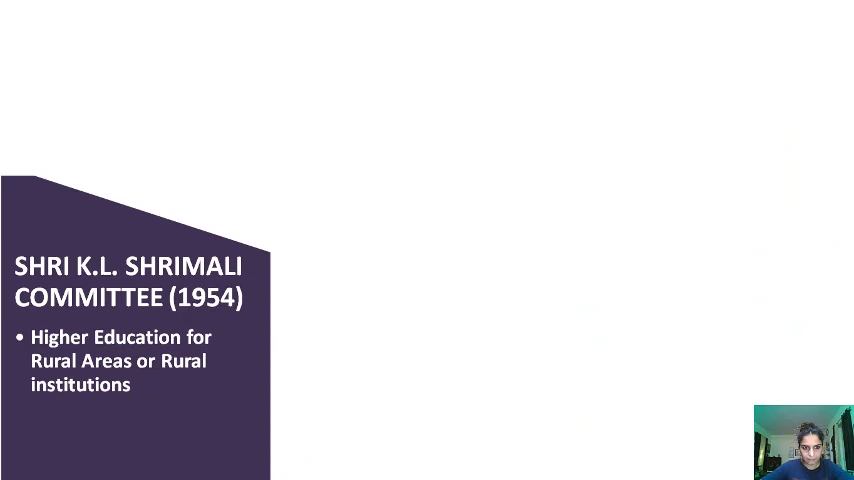 SHRI K.L. SHRIMALI
COMMITTEE (1954)
• Higher Education for
Rural Areas or Rural
institutions